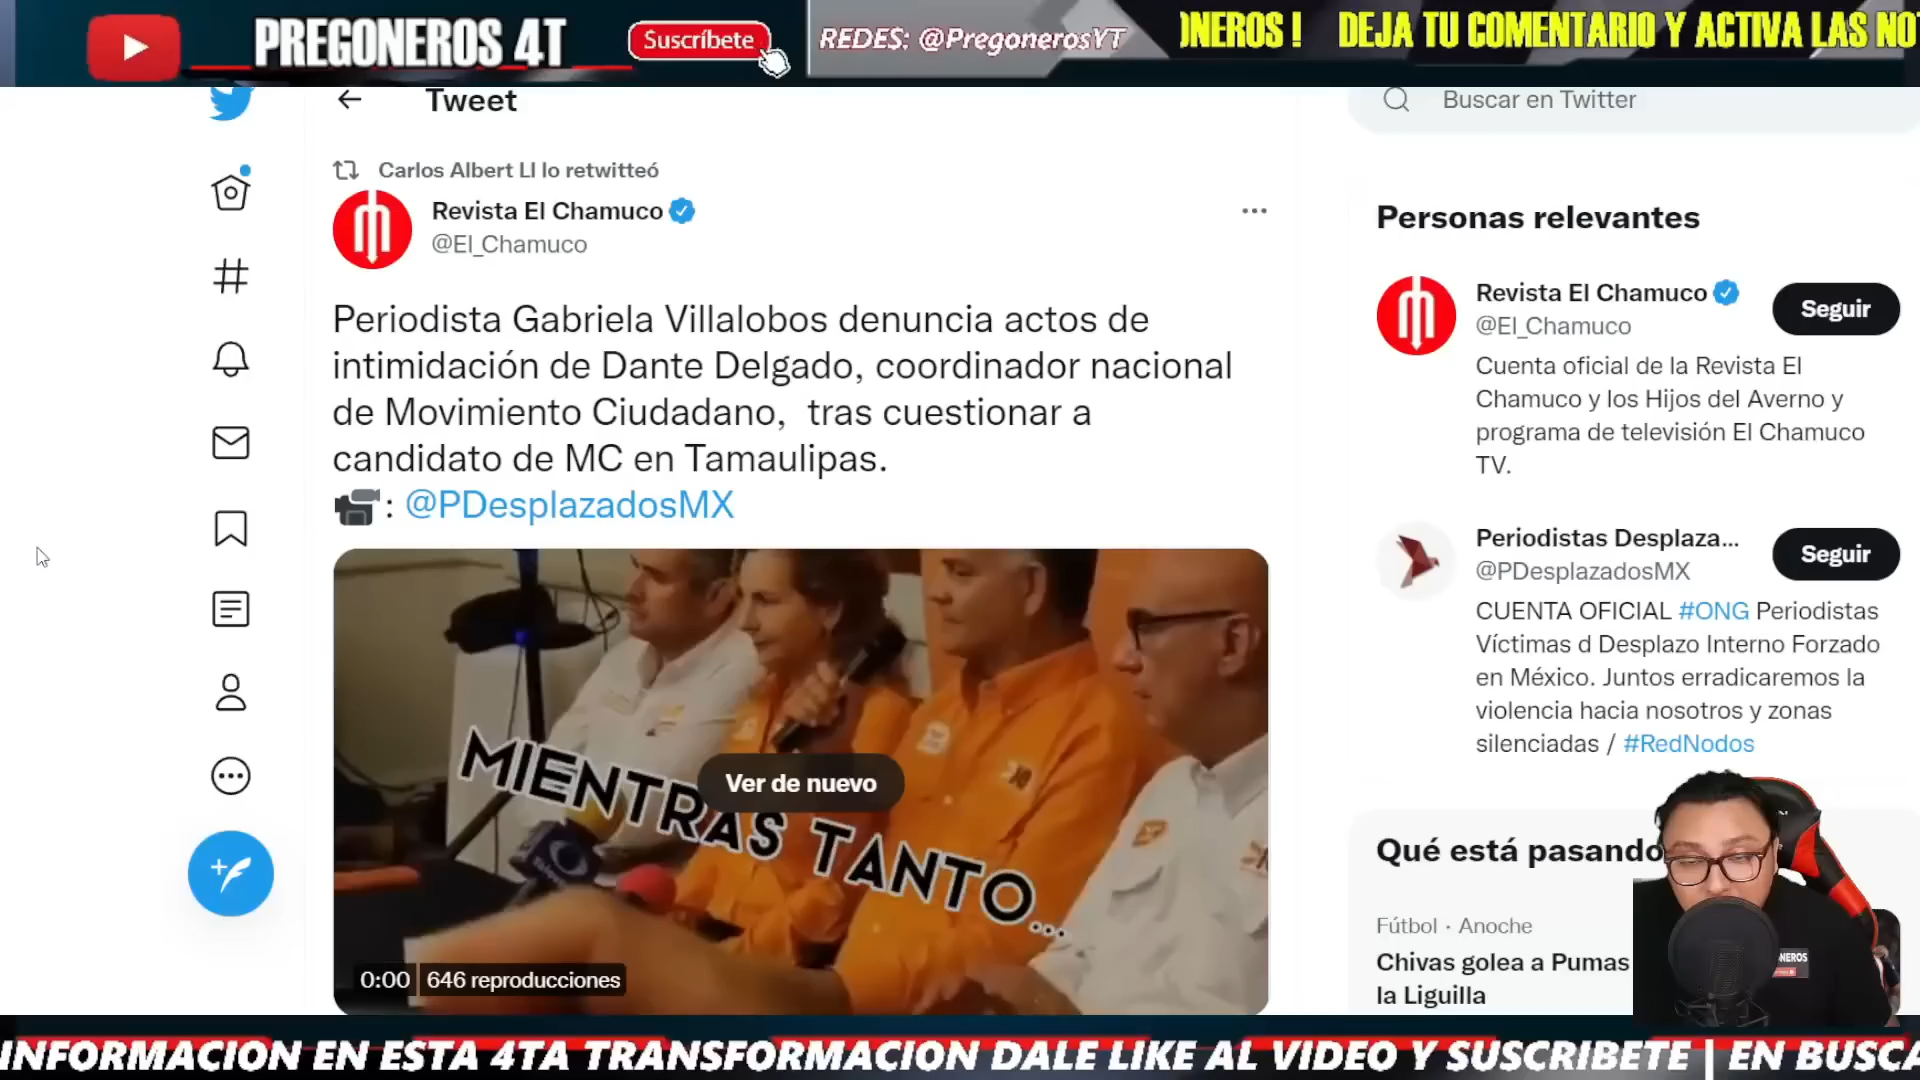 PREGONEROS 4T
Suscríbete
REDES: @PregonerosYT
ONEROS ! DEJA TU COMENTARIO Y ACTIVA LAS NO
Tweet
Buscar en Twitter
Carlos Albert LI lo retwitteó
Revista El Chamuco
@El_Chamuco
Periodista Gabriela Villalobos denuncia actos de
intimidación de Dante Delgado, coordinador nacional
de Movimiento Ciudadano, tras cuestionar a
candidato de MC en Tamaulipas.
: @PDesplazadosMX
MIENTRAS TANTO...
Ver de nuevo
0:00 646 reproducciones
Personas relevantes
Revista El Chamuco
@El_Chamuco
Seguir
Cuenta oficial de la Revista El
Chamuco y los Hijos del Averno y
programa de televisión El Chamuco
TV.
Periodistas Desplaza...
@PDesplazadosMX
Seguir
CUENTA OFICIAL #ONG Periodistas
Víctimas d Desplazo Interno Forzado
en México. Juntos erradicaremos la
violencia hacia nosotros y zonas
silenciadas / #RedNodos
Qué está pasando
Fútbol · Anoche
Chivas golea a Pumas
la Liguilla
NEROS
INFORMACION EN ESTA 4TA TRANSFORMACION DALE LIKE AL VIDEO Y SUSCRIBETE | EN BUSCA